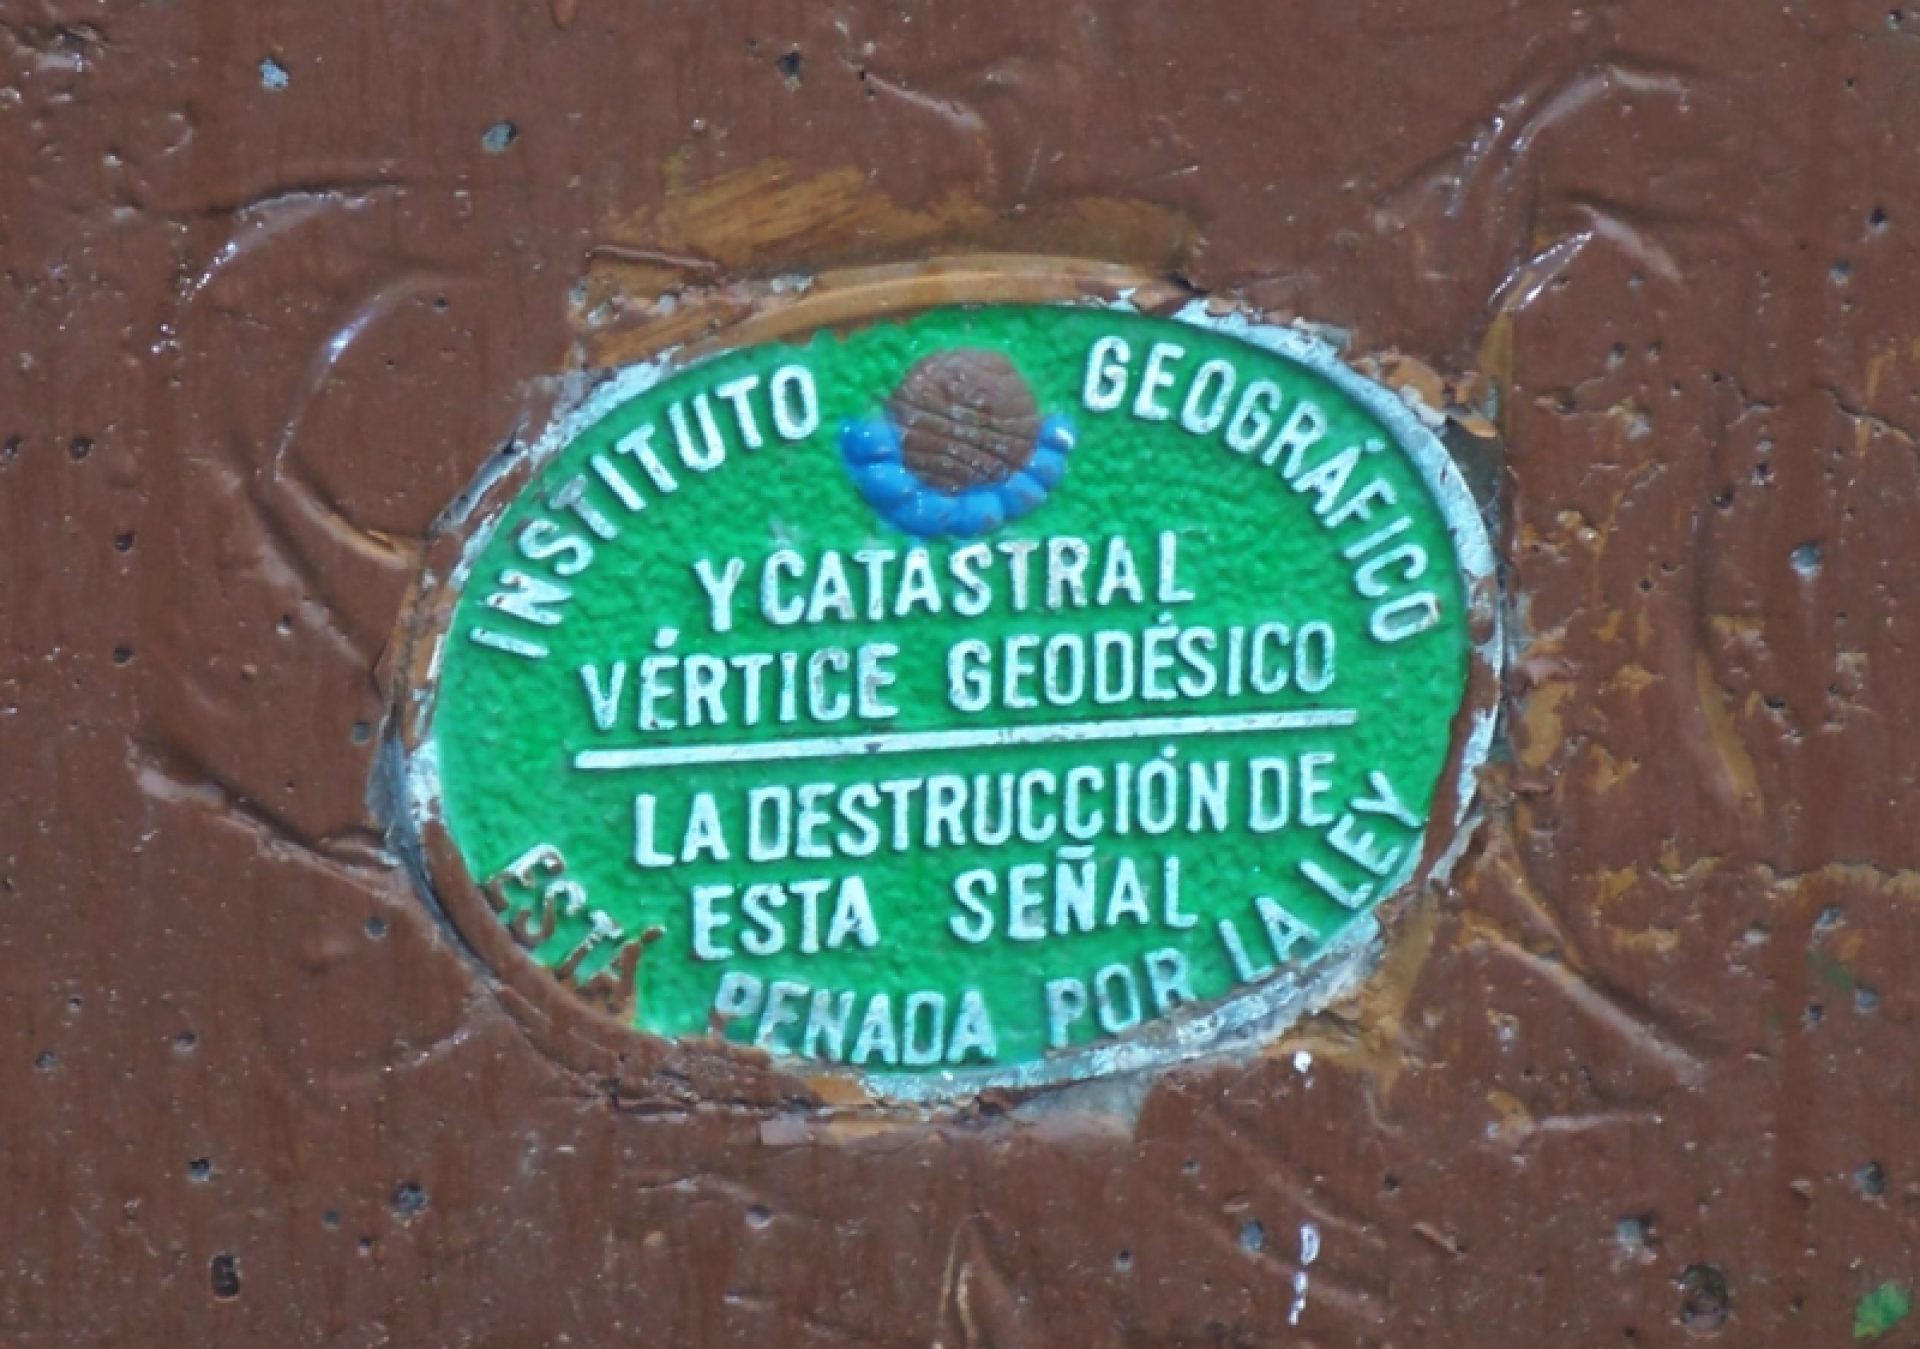 INSTITUTO GEOGRÁFICO
Y CATASTRAL
VÉRTICE GEODÉSICO
LA DESTRUCCIÓN DE
ESTA SEÑAL
ESTÁ PENADA POR LA LEY